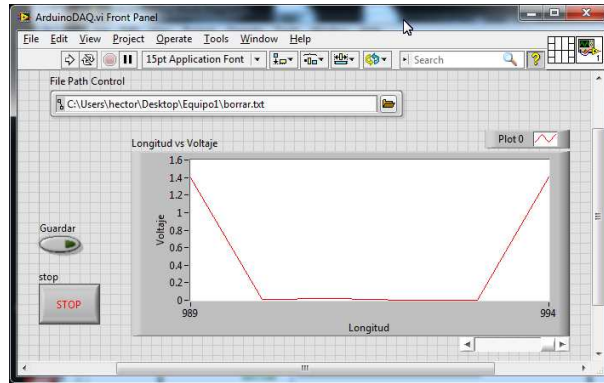 ArduinoDAQ.vi Front Panel
File Edit View Project Operate Tools Window Help
15pt Application Font Search
File Path Control
C:\Users\hector\Desktop\Equipo1\borrar.txt
Longitud vs Voltaje
Plot 0
1.6
1.4
1.2
1
0.8
0.6
0.4
0.2
0
Voltaje
989
994
Longitud
Guardar
stop
STOP
1